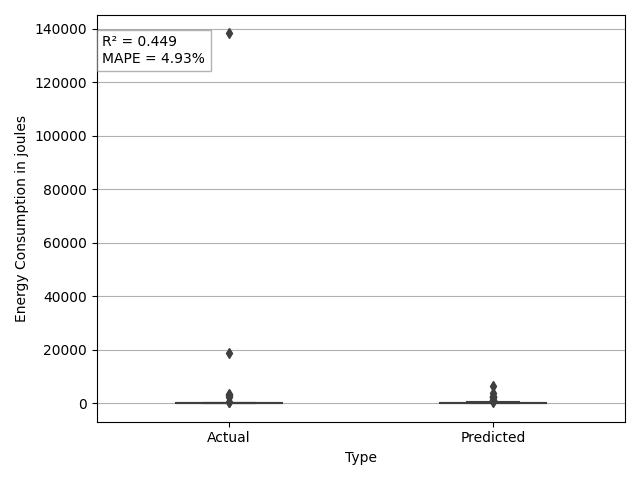 R² = 0.449
MAPE = 4.93%
140000
120000
100000
80000
60000
40000
20000
0
Energy Consumption in joules
Actual
Predicted
Type